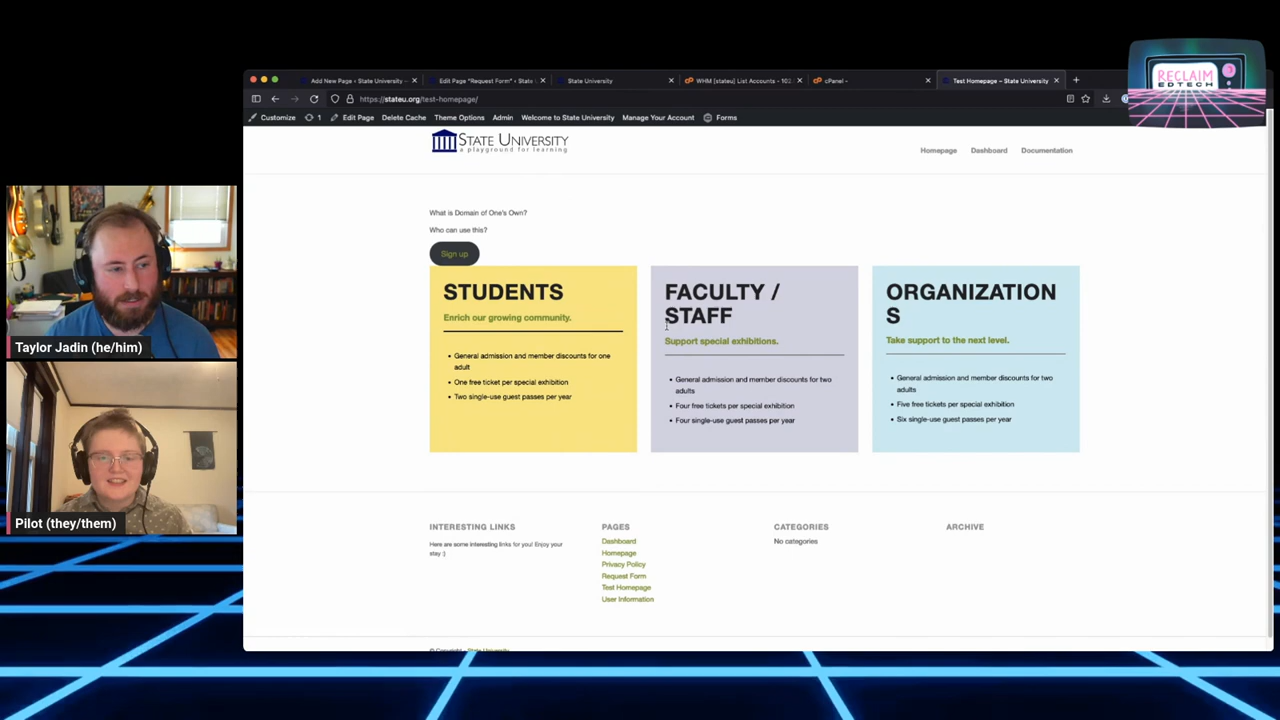 RECLAIM
EDTECH
Add New Page ‹ State University —
Edit Page "Request Form" ‹ State
State University
WHM [stateu] List Accounts - 102
cPanel -
Test Homepage – State University
https://stateu.org/test-homepage/
Customize
1
Edit Page
Delete Cache
Theme Options
Admin
Welcome to State University
Manage Your Account
Forms
STATE UNIVERSITY
a playground for learning
Homepage
Dashboard
Documentation
What is Domain of One's Own?
Who can use this?
Sign up
STUDENTS
Enrich our growing community.
• General admission and member discounts for one
adult
• One free ticket per special exhibition
• Two single-use guest passes per year
FACULTY /
STAFF
Support special exhibitions.
• General admission and member discounts for two
adults
• Four free tickets per special exhibition
• Four single-use guest passes per year
ORGANIZATION
S
Take support to the next level.
• General admission and member discounts for two
adults
• Five free tickets per special exhibition
• Six single-use guest passes per year
INTERESTING LINKS
Here are some interesting links for you! Enjoy your
stay :)
PAGES
Dashboard
Homepage
Privacy Policy
Request Form
Test Homepage
User Information
CATEGORIES
No categories
ARCHIVE
© Copyright - State University
Taylor Jadin (he/him)
Pilot (they/them)